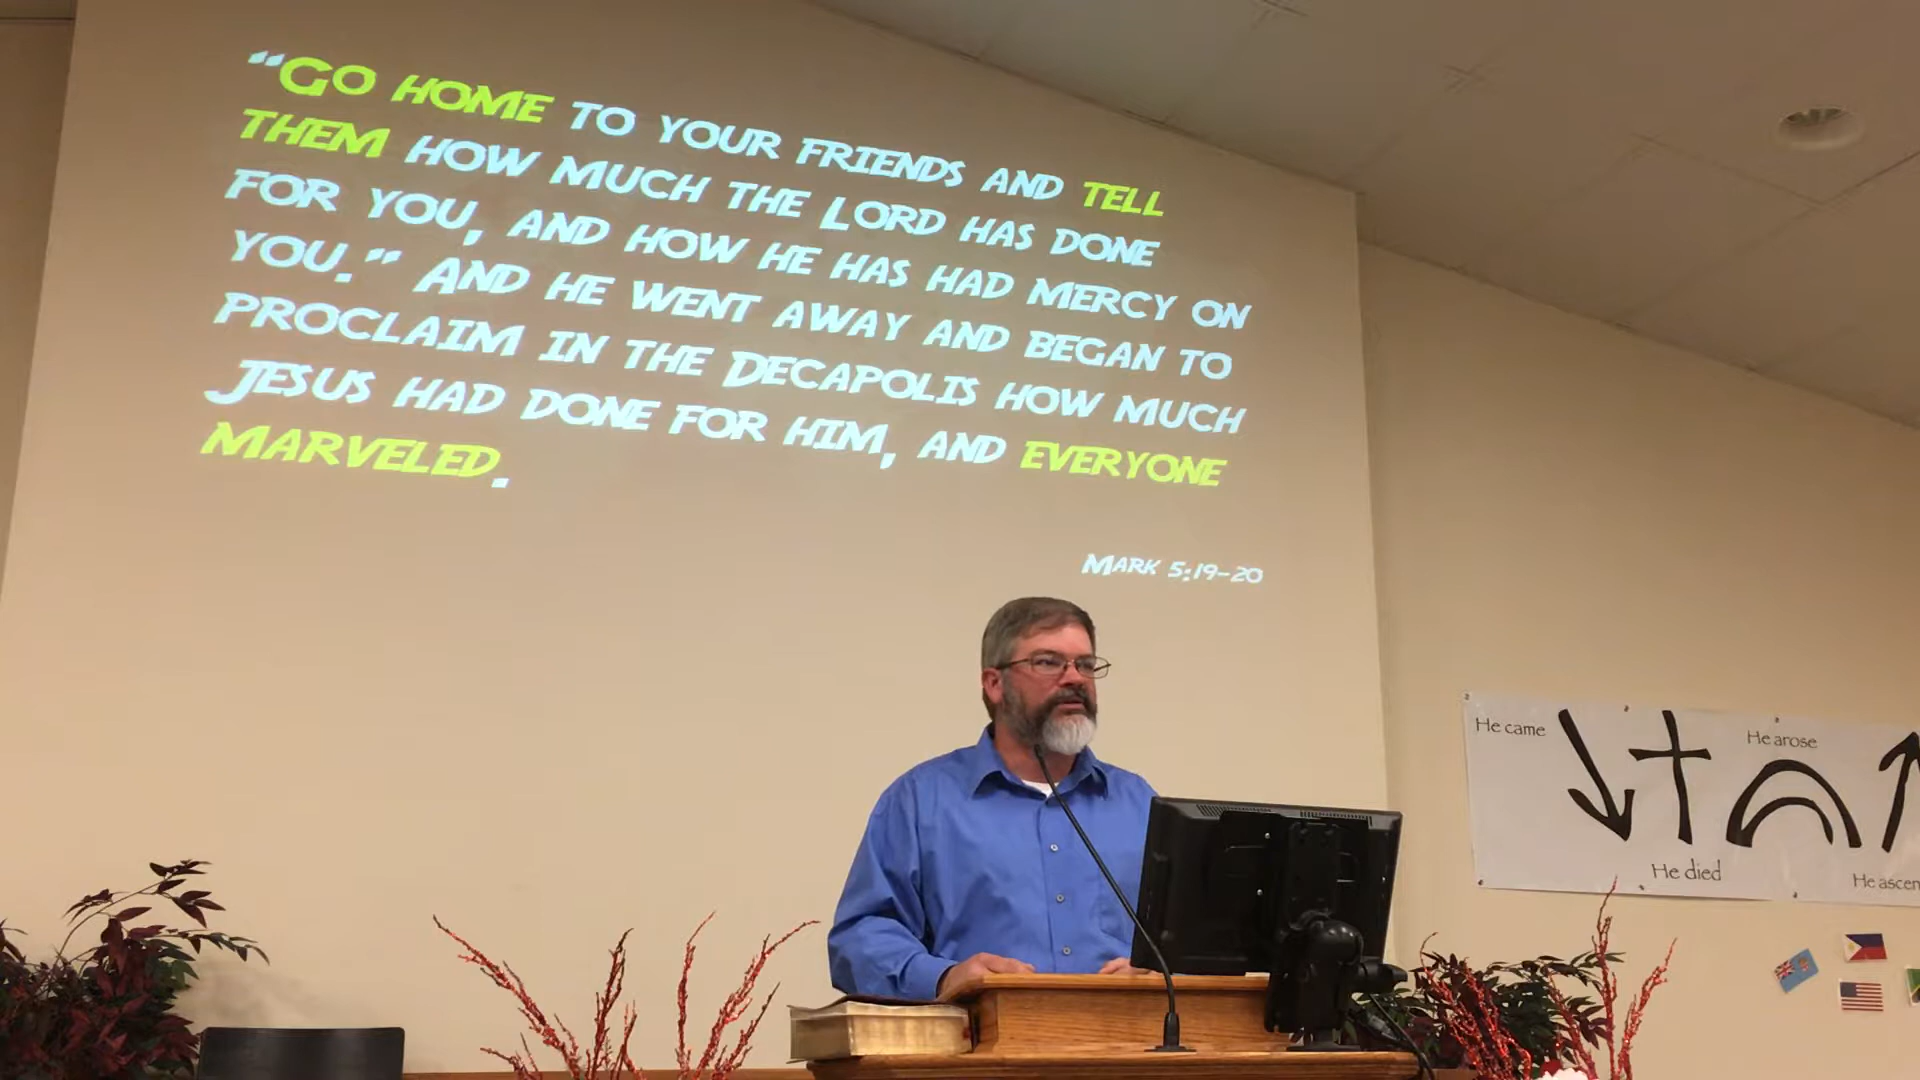 “Go home to your friends and tell
them how much the Lord has done
for you, and how he has had mercy on
you.” And he went away and began to
proclaim in the Decapolis how much
Jesus had done for him, and everyone
marveled.
Mark 5:19-20
He came
He arose
He died
He ascen